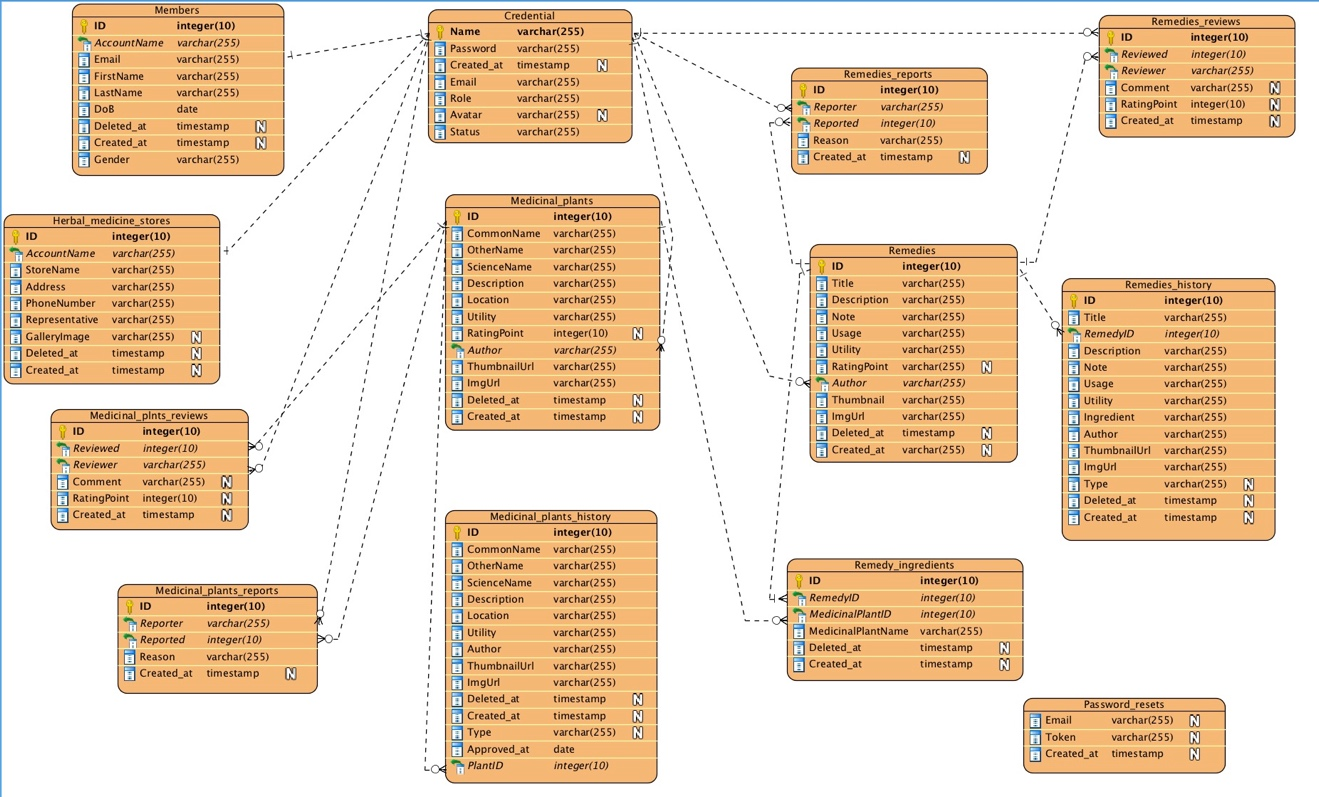 Members
ID integer(10)
AccountName varchar(255)
Email varchar(255)
FirstName varchar(255)
LastName varchar(255)
DoB date
Deleted_at timestamp N
Created_at timestamp N
Gender varchar(255)
Credential
Name varchar(255)
Password varchar(255)
Created_at timestamp N
Email varchar(255)
Role varchar(255)
Avatar varchar(255) N
Status varchar(255)
Remedies_reports
ID integer(10)
Reporter varchar(255)
Reported integer(10)
Reason varchar(255)
Created_at timestamp N
Remedies_reviews
ID integer(10)
Reviewed integer(10)
Reviewer varchar(255)
Comment varchar(255) N
RatingPoint integer(10) N
Created_at timestamp N
Herbal_medicine_stores
ID integer(10)
AccountName varchar(255)
StoreName varchar(255)
Address varchar(255)
PhoneNumber varchar(255)
Representative varchar(255)
GalleryImage varchar(255) N
Deleted_at timestamp N
Created_at timestamp N
Medicinal_plants
ID integer(10)
CommonName varchar(255)
OtherName varchar(255)
ScienceName varchar(255)
Description varchar(255)
Location varchar(255)
Utility varchar(255)
RatingPoint integer(10) N
Author varchar(255)
ThumbnailUrl varchar(255)
ImgUrl varchar(255)
Deleted_at timestamp N
Created_at timestamp N
Remedies
ID integer(10)
Title varchar(255)
Description varchar(255)
Note varchar(255)
Usage varchar(255)
Utility varchar(255)
RatingPoint varchar(255) N
Author varchar(255)
Thumbnail varchar(255)
ImgUrl varchar(255)
Deleted_at timestamp N
Created_at varchar(255) N
Remedies_history
ID integer(10)
Title varchar(255)
RemedyID integer(10)
Description varchar(255)
Note varchar(255)
Usage varchar(255)
Utility varchar(255)
Ingredient varchar(255)
Author varchar(255)
ThumbnailUrl varchar(255)
ImgUrl varchar(255)
Type varchar(255) N
Deleted_at timestamp N
Created_at timestamp N
Medicinal_plnts_reviews
ID integer(10)
Reviewed integer(10)
Reviewer varchar(255)
Comment varchar(255) N
RatingPoint integer(10) N
Created_at timestamp N
Medicinal_plants_reports
ID integer(10)
Reporter varchar(255)
Reported integer(10)
Reason varchar(255)
Created_at timestamp N
Medicinal_plants_history
ID integer(10)
CommonName varchar(255)
OtherName varchar(255)
ScienceName varchar(255)
Description varchar(255)
Location varchar(255)
Utility varchar(255)
Author varchar(255)
ThumbnailUrl varchar(255)
ImgUrl varchar(255)
Deleted_at timestamp N
Created_at timestamp N
Type varchar(255) N
Approved_at date
PlantID integer(10)
Remedy_ingredients
ID integer(10)
RemedyID integer(10)
MedicinalPlantID integer(10)
MedicinalPlantName varchar(255)
Deleted_at timestamp N
Created_at timestamp N
Password_resets
Email varchar(255) N
Token varchar(255) N
Created_at timestamp N